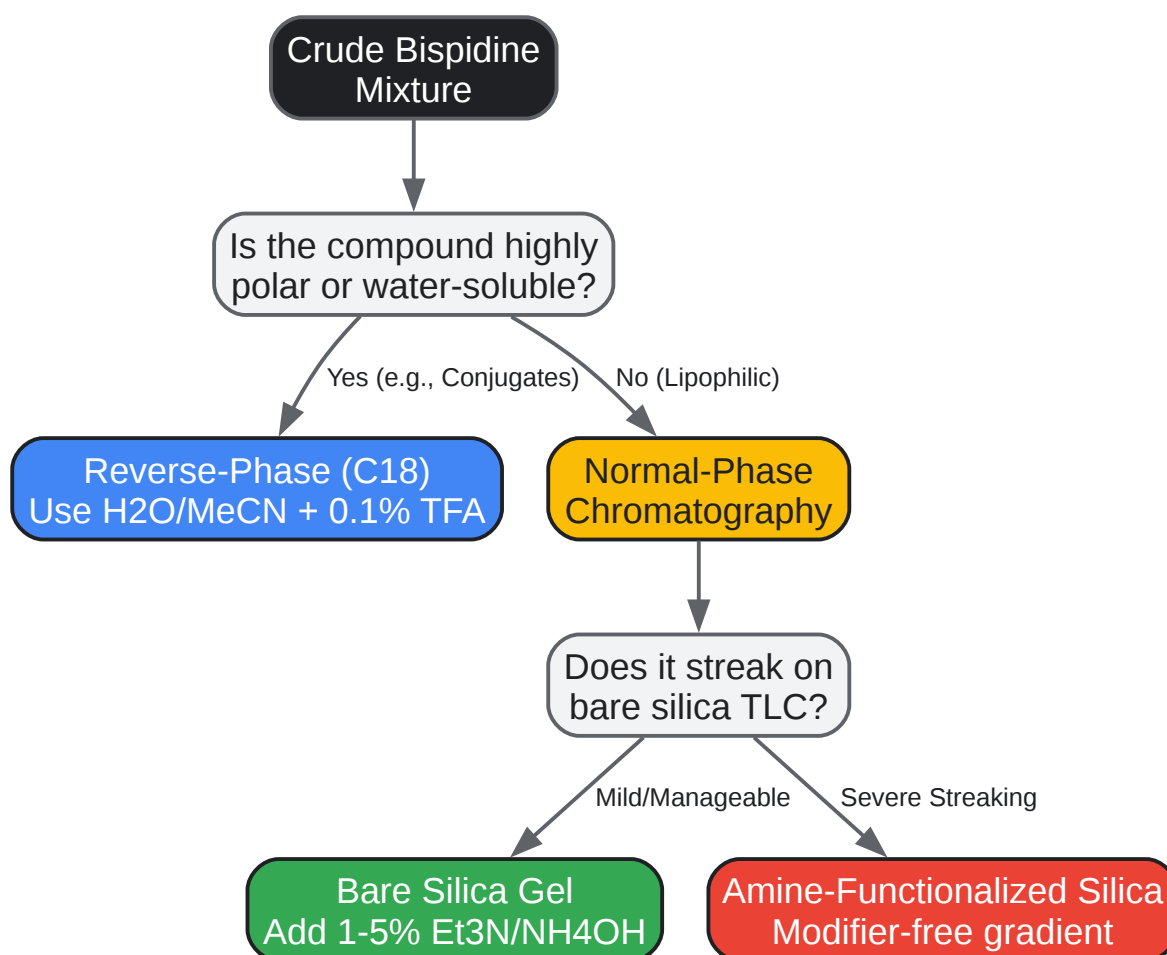 Crude Bispidine
Mixture
Is the compound highly
polar or water-soluble?
Yes (e.g., Conjugates)
No (Lipophilic)
Reverse-Phase (C18)
Use H2O/MeCN + 0.1% TFA
Normal-Phase
Chromatography
Does it streak on
bare silica TLC?
Mild/Manageable
Severe Streaking
Bare Silica Gel
Add 1-5% Et3N/NH4OH
Amine-Functionalized Silica
Modifier-free gradient